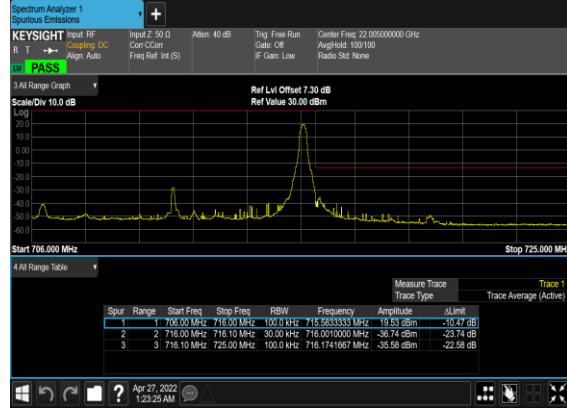 Spectrum Analyzer 1
Spurious Emissions
+
KEYSIGHT Input: RF Input Z: 50 Ω Atten: 40 dB Trig: Free Run Center Freq: 22.005000000 GHz
R T Coupling: DC Corr CCorr Gate: Off Avg|Hold: 100/100
Align: Auto Freq Ref: Int (S) IF Gain: Low Radio Std: None
PASS
3 All Range Graph
Ref Lvl Offset 7.30 dB
Scale/Div 10.0 dB Ref Value 30.00 dBm
Log
20.0
10.0
0.00
-10.0
-20.0
-30.0
-40.0
-50.0
-60.0
Start 706.000 MHz Stop 725.000 MH
4 All Range Table
Measure Trace Trace 1
Trace Type Trace Average (Active)
Spur Range Start Freq Stop Freq RBW Frequency Amplitude ΔLimit
1 1 706.00 MHz 716.00 MHz 100.0 kHz 715.5833333 MHz 19.53 dBm -10.47 dB
2 2 716.00 MHz 716.10 MHz 30.00 kHz 716.0010000 MHz -36.74 dBm -23.74 dB
3 3 716.10 MHz 725.00 MHz 100.0 kHz 716.1741667 MHz -35.58 dBm -22.58 dB
? Apr 27, 2022
1:23:25 AM